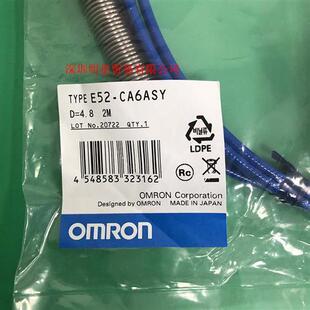 TYPE E52-CA6ASY
D=4.8 2M
LOT No.20722 QTY.1
LDPE
Rc
4 548583 323162
OMRON Corporation
Designed by OMRON MADE IN JAPAN
OMRON